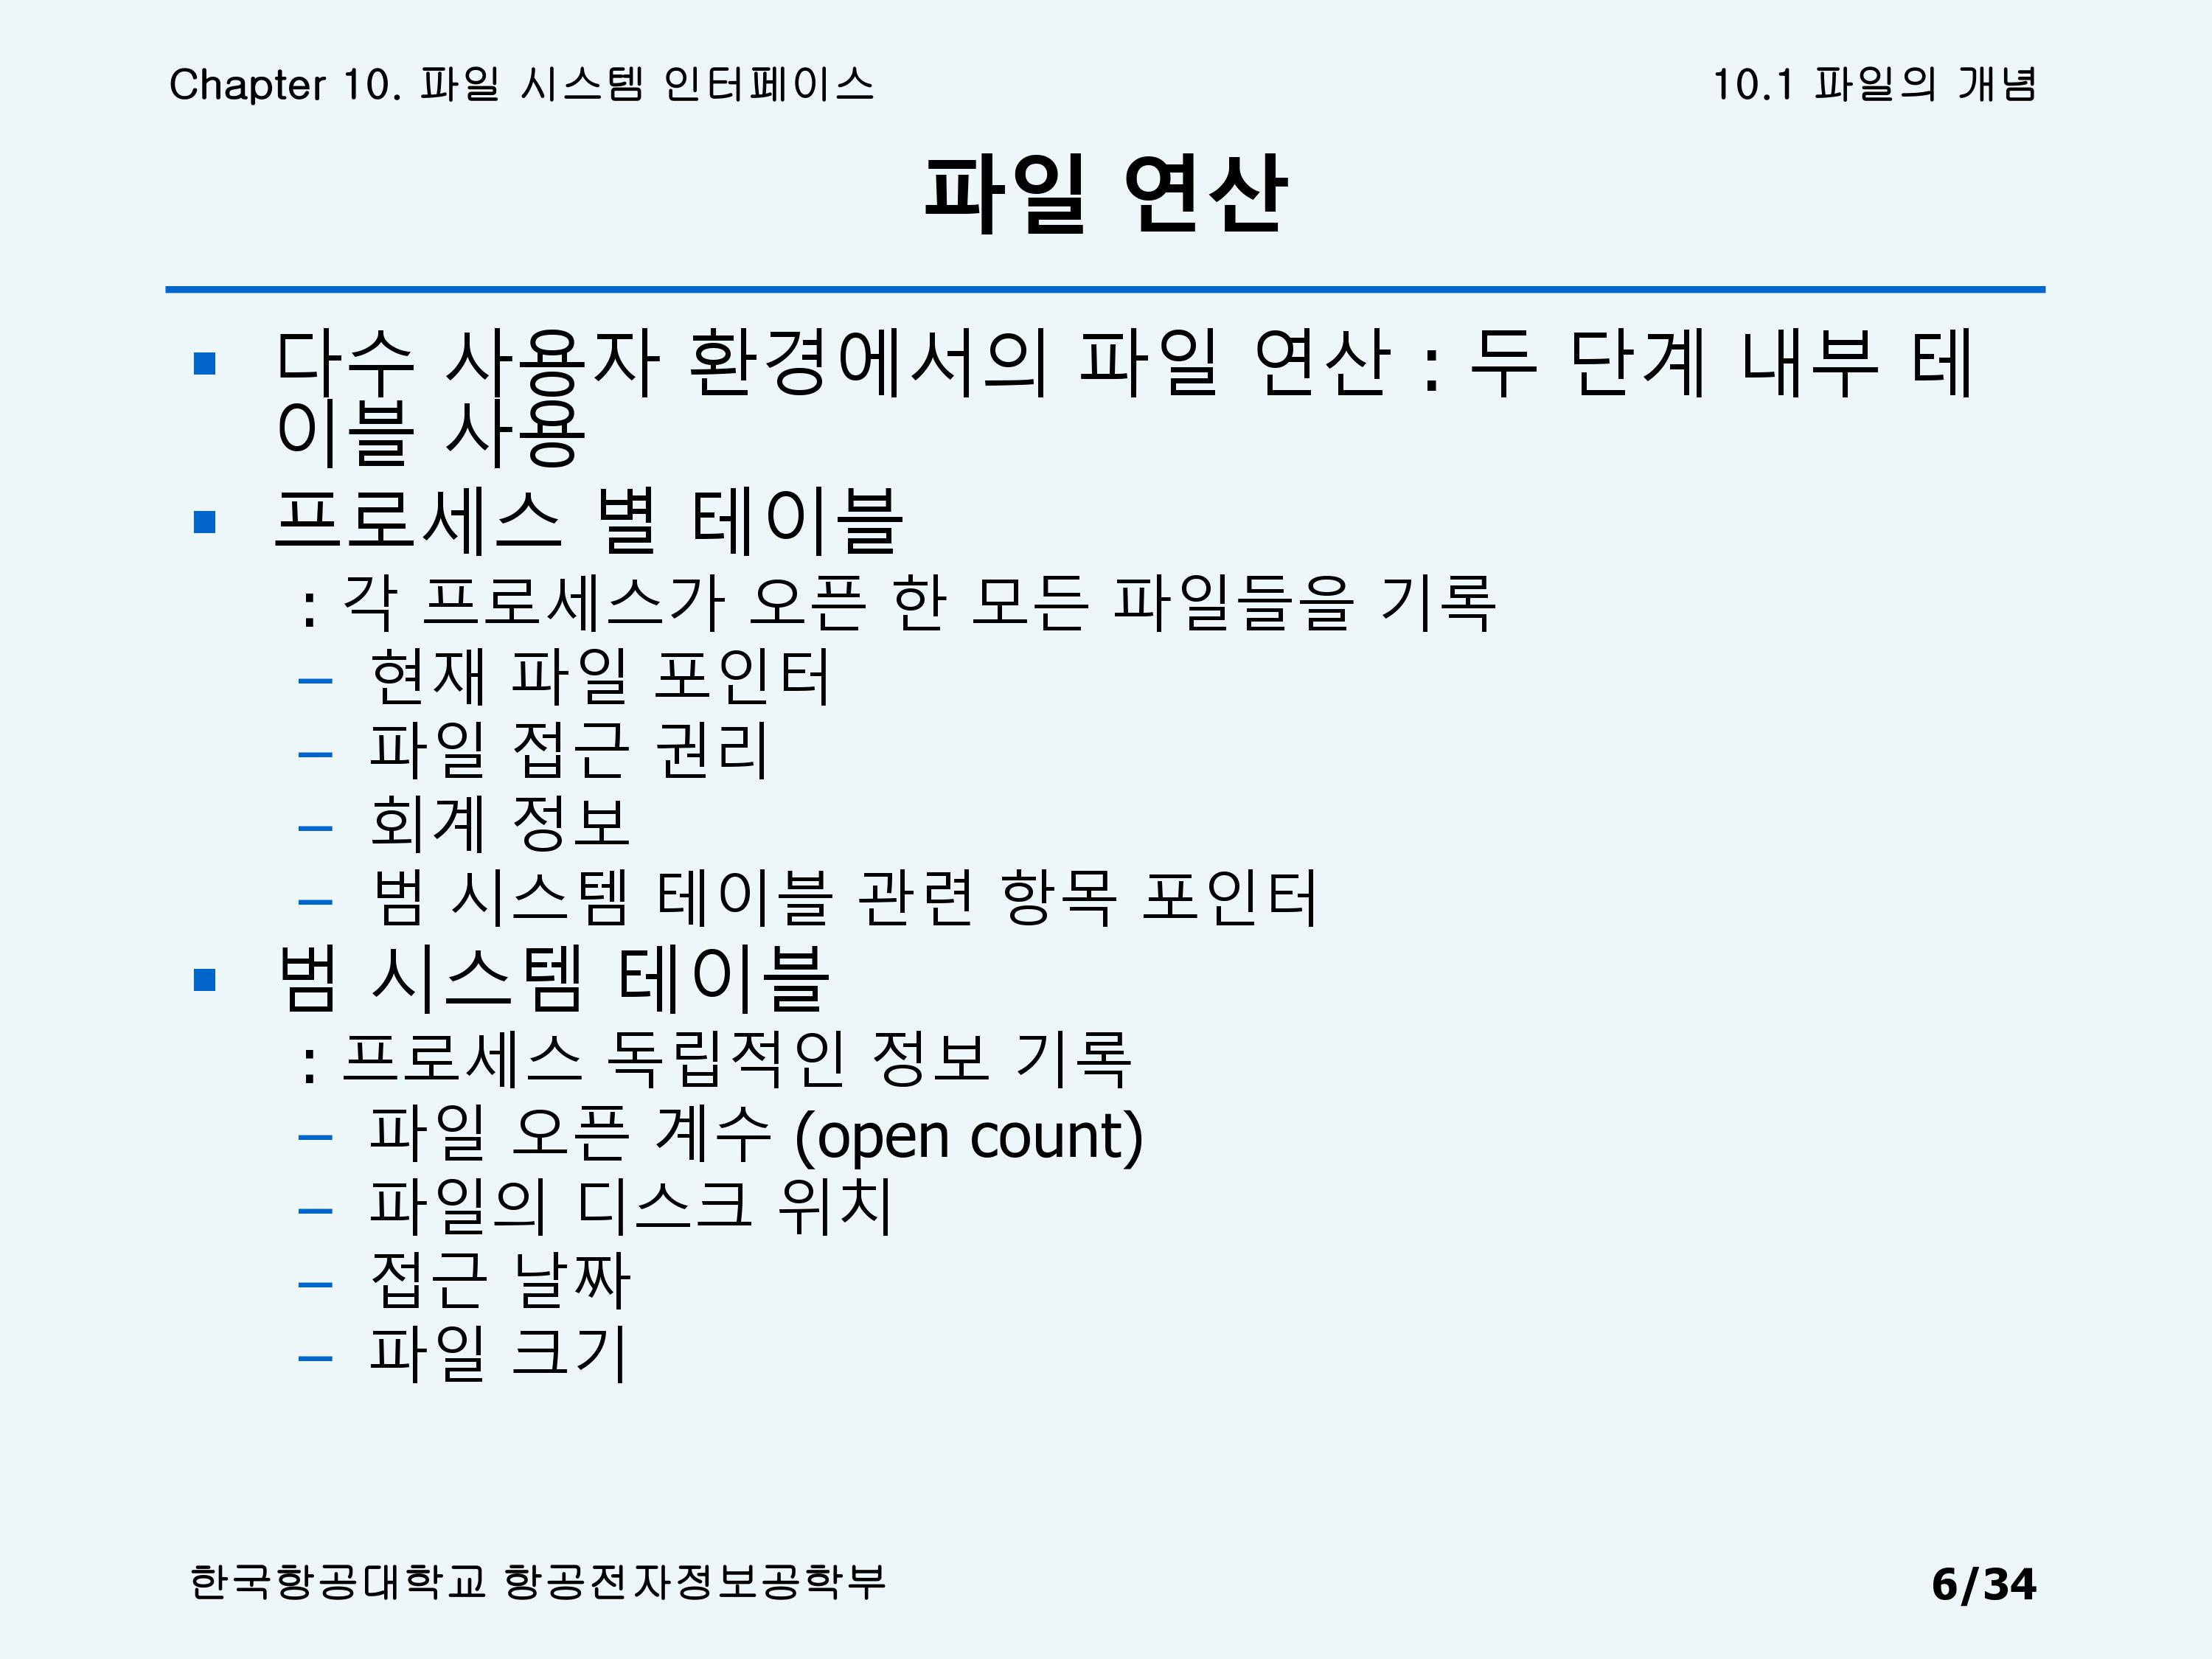 Chapter 10. 파일 시스템 인터페이스
10.1 파일의 개념
파일 연산
▪ 다수 사용자 환경에서의 파일 연산 : 두 단계 내부 테
이블 사용
▪ 프로세스 별 테이블
: 각 프로세스가 오픈 한 모든 파일들을 기록
– 현재 파일 포인터
– 파일 접근 권리
– 회계 정보
– 범 시스템 테이블 관련 항목 포인터
▪ 범 시스템 테이블
: 프로세스 독립적인 정보 기록
– 파일 오픈 계수 (open count)
– 파일의 디스크 위치
– 접근 날짜
– 파일 크기
한국항공대학교 항공전자정보공학부
6/34